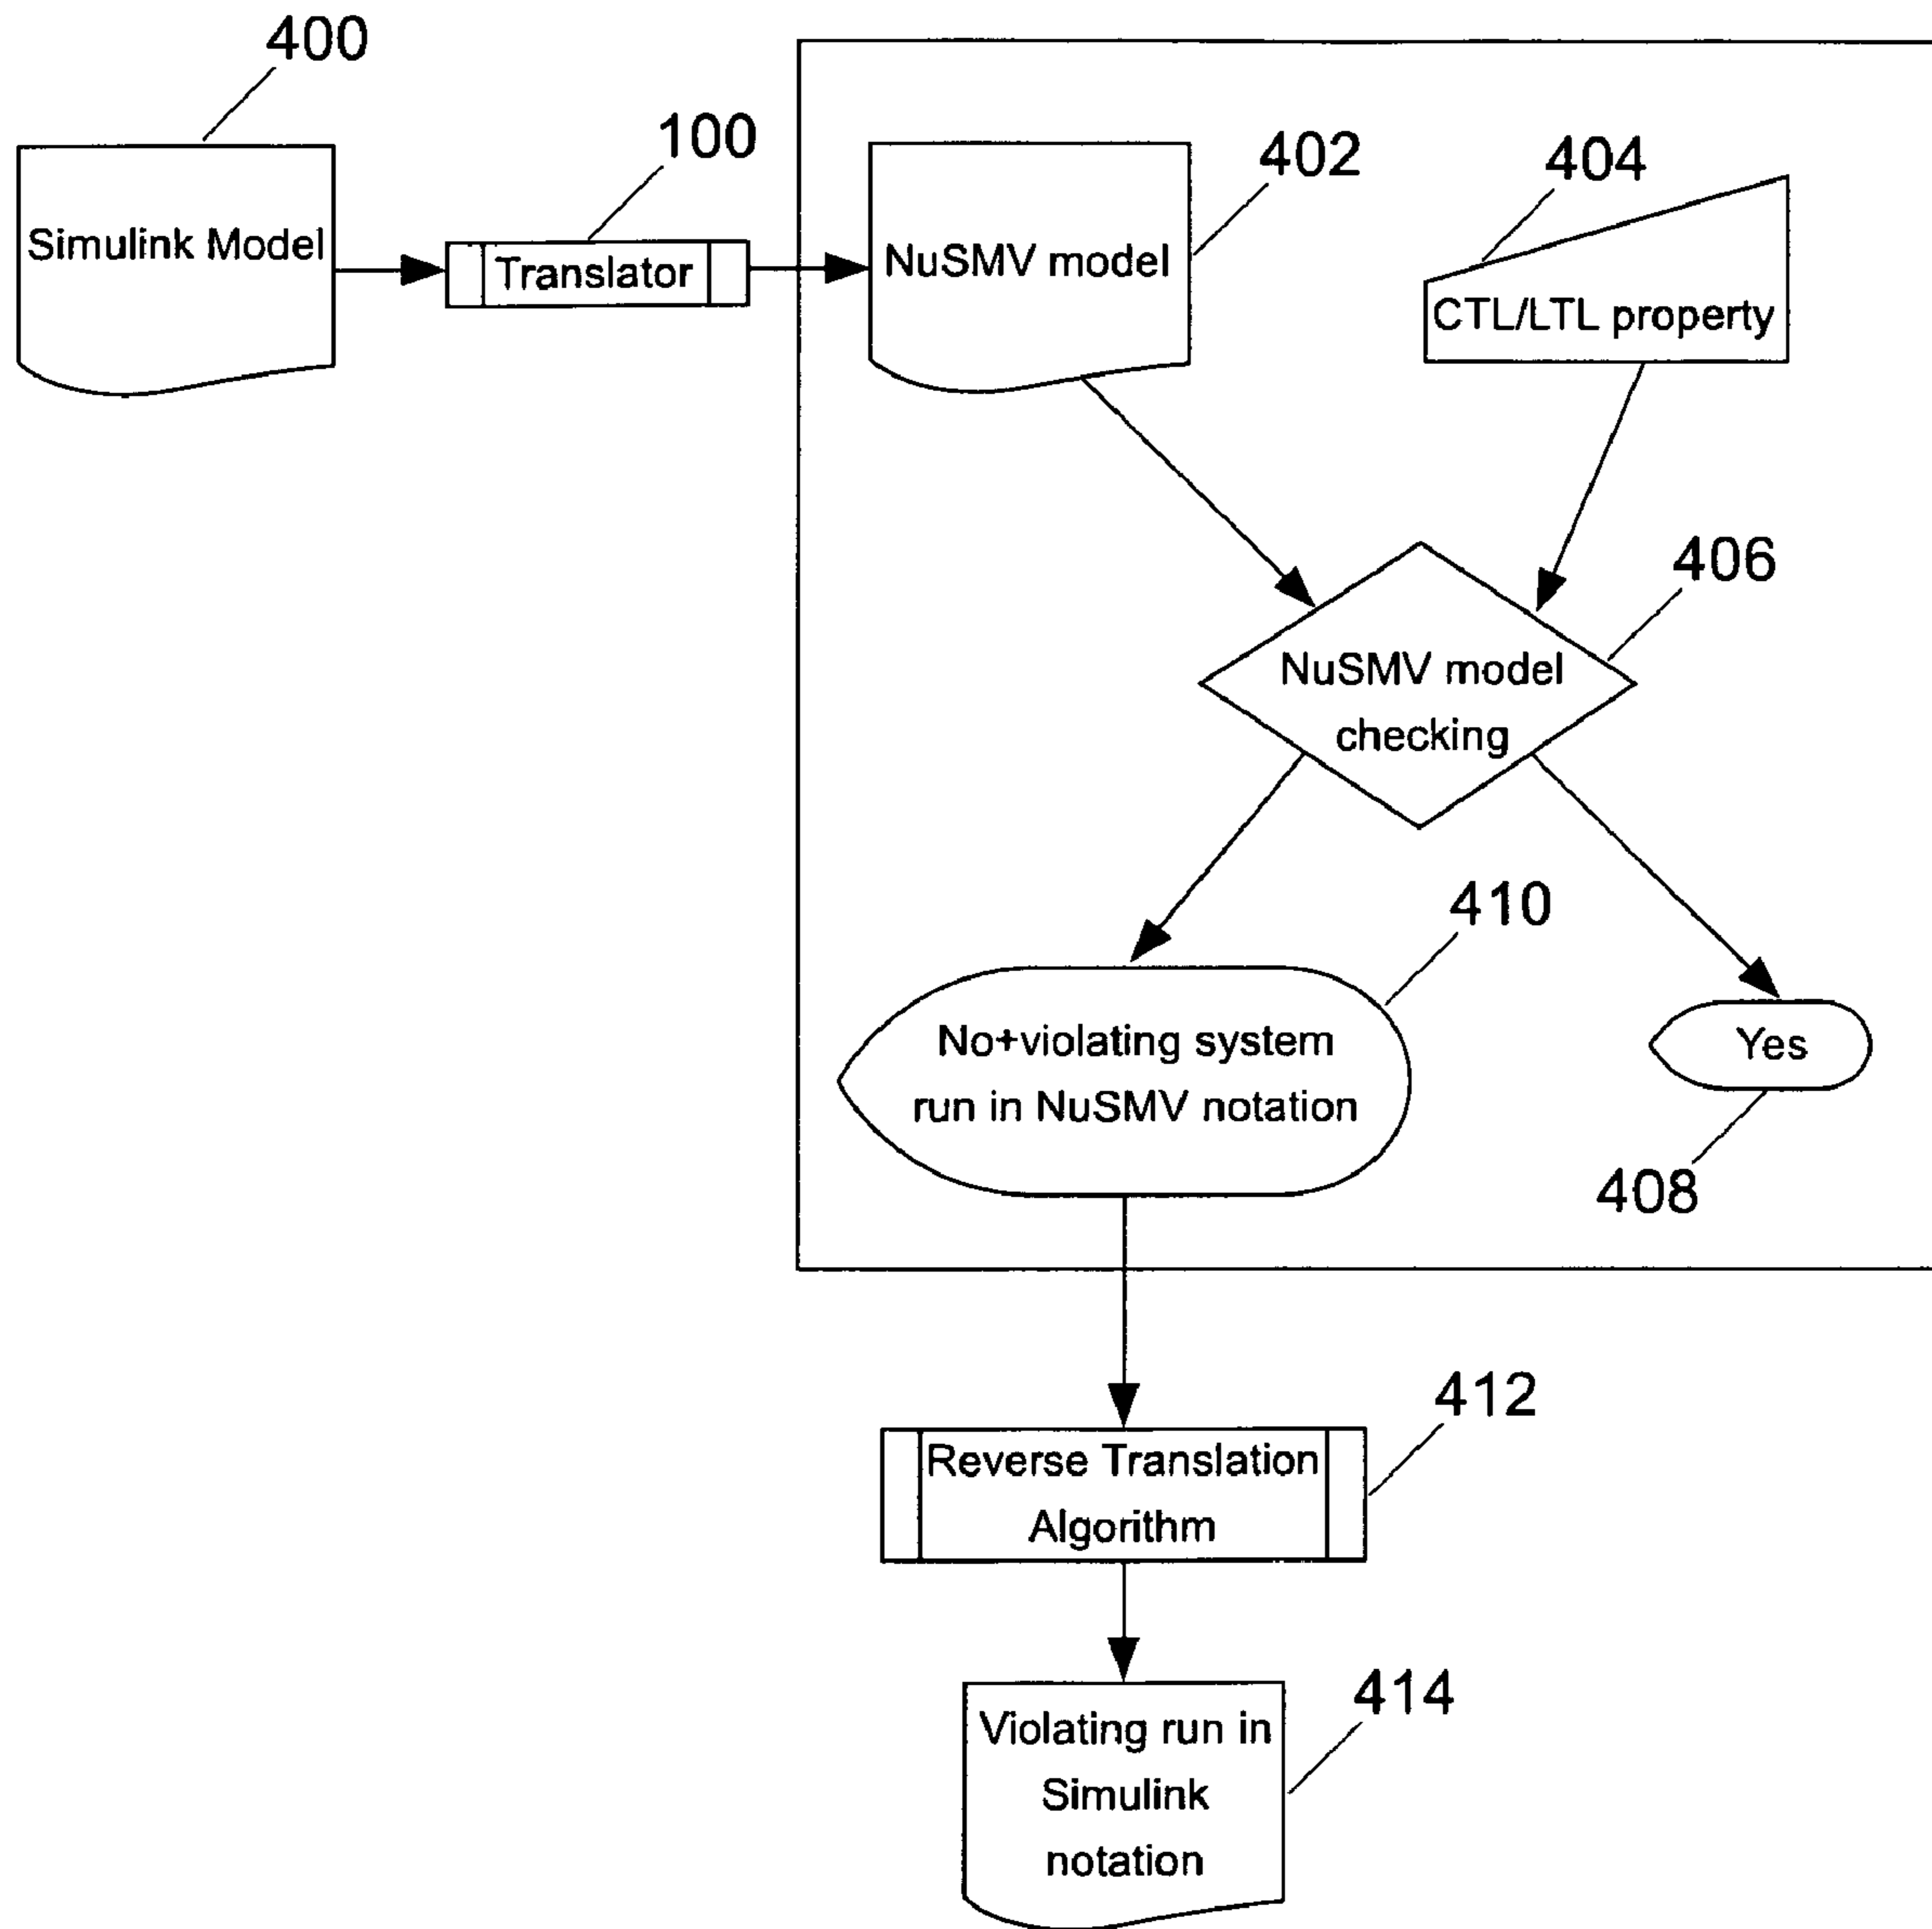 400
100
402
404
Simulink Model
Translator
NuSMV model
CTL/LTL property
406
NuSMV model
checking
410
No+violating system
run in NuSMV notation
Yes
408
412
Reverse Translation
Algorithm
414
Violating run in
Simulink
notation